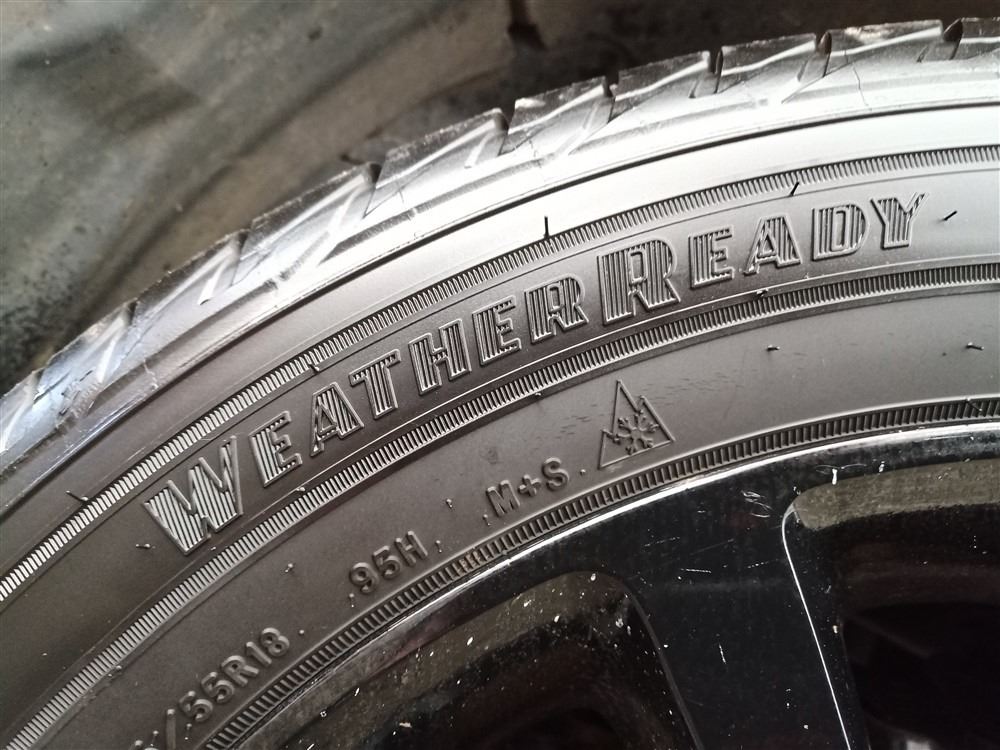 WEATHERREADY
M+S
95H
/55R18